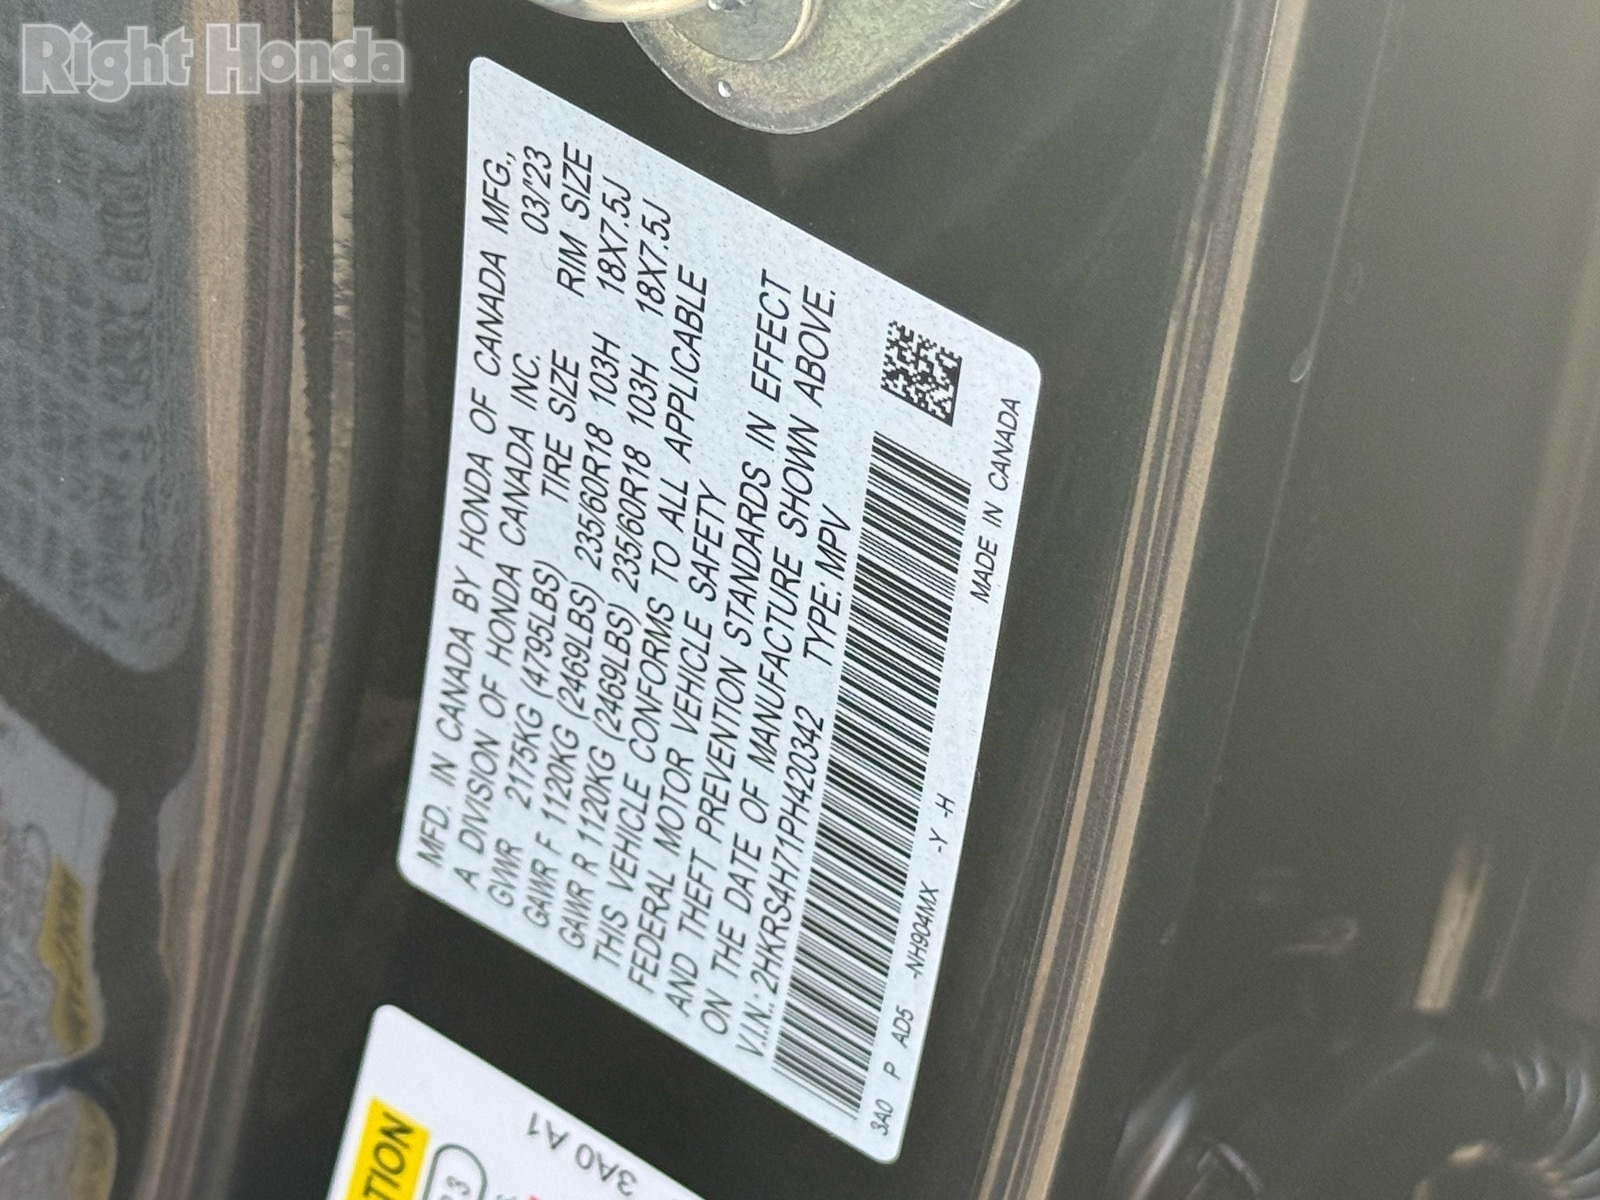 Right Honda
MFD. IN CANADA BY HONDA OF CANADA MFG.,
A DIVISION OF HONDA CANADA INC. 03/'23
GVWR 2175KG (4795LBS) TIRE SIZE RIM SIZE
GAWR F 1120KG (2469LBS) 235/60R18 103H 18X7.5J
GAWR R 1120KG (2469LBS) 235/60R18 103H 18X7.5J
THIS VEHICLE CONFORMS TO ALL APPLICABLE
FEDERAL MOTOR VEHICLE SAFETY
AND THEFT PREVENTION STANDARDS IN EFFECT
ON THE DATE OF MANUFACTURE SHOWN ABOVE.
V.I.N.: 2HKRS4H71PH420342 TYPE: MPV
3A0 P AD5 -NH904MX -Y -H MADE IN CANADA
TION
3A0 A1